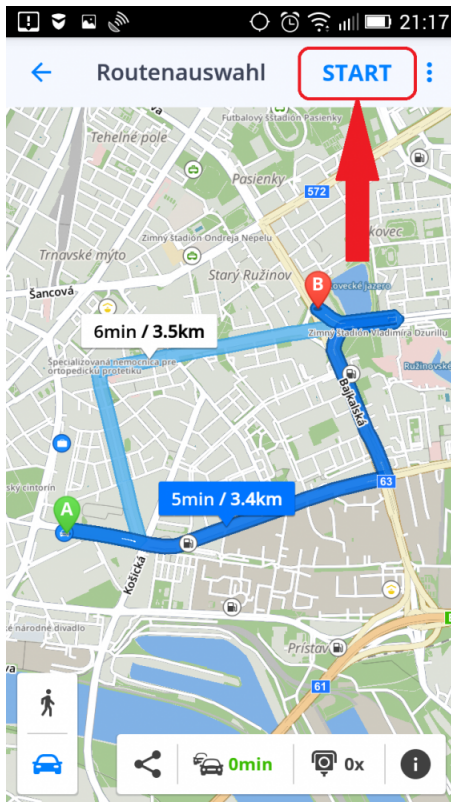 21:17
Routenauswahl
START
Futbalový štadión Pasienky
Tehelné pole
Pasienky
572
Zimný štadión Ondreja Nepelu
Trnavské mýto
Starý Ružinov
Šancová
B
6min / 3.5km
Zimný štadión Vladimíra Dzurillu
Špecializovaná nemocnica pre
ortopedickú protetiku
Ružinovsk
Bajkalská
63
5min / 3.4km
A
Košická
Prístav
61
0min
0x